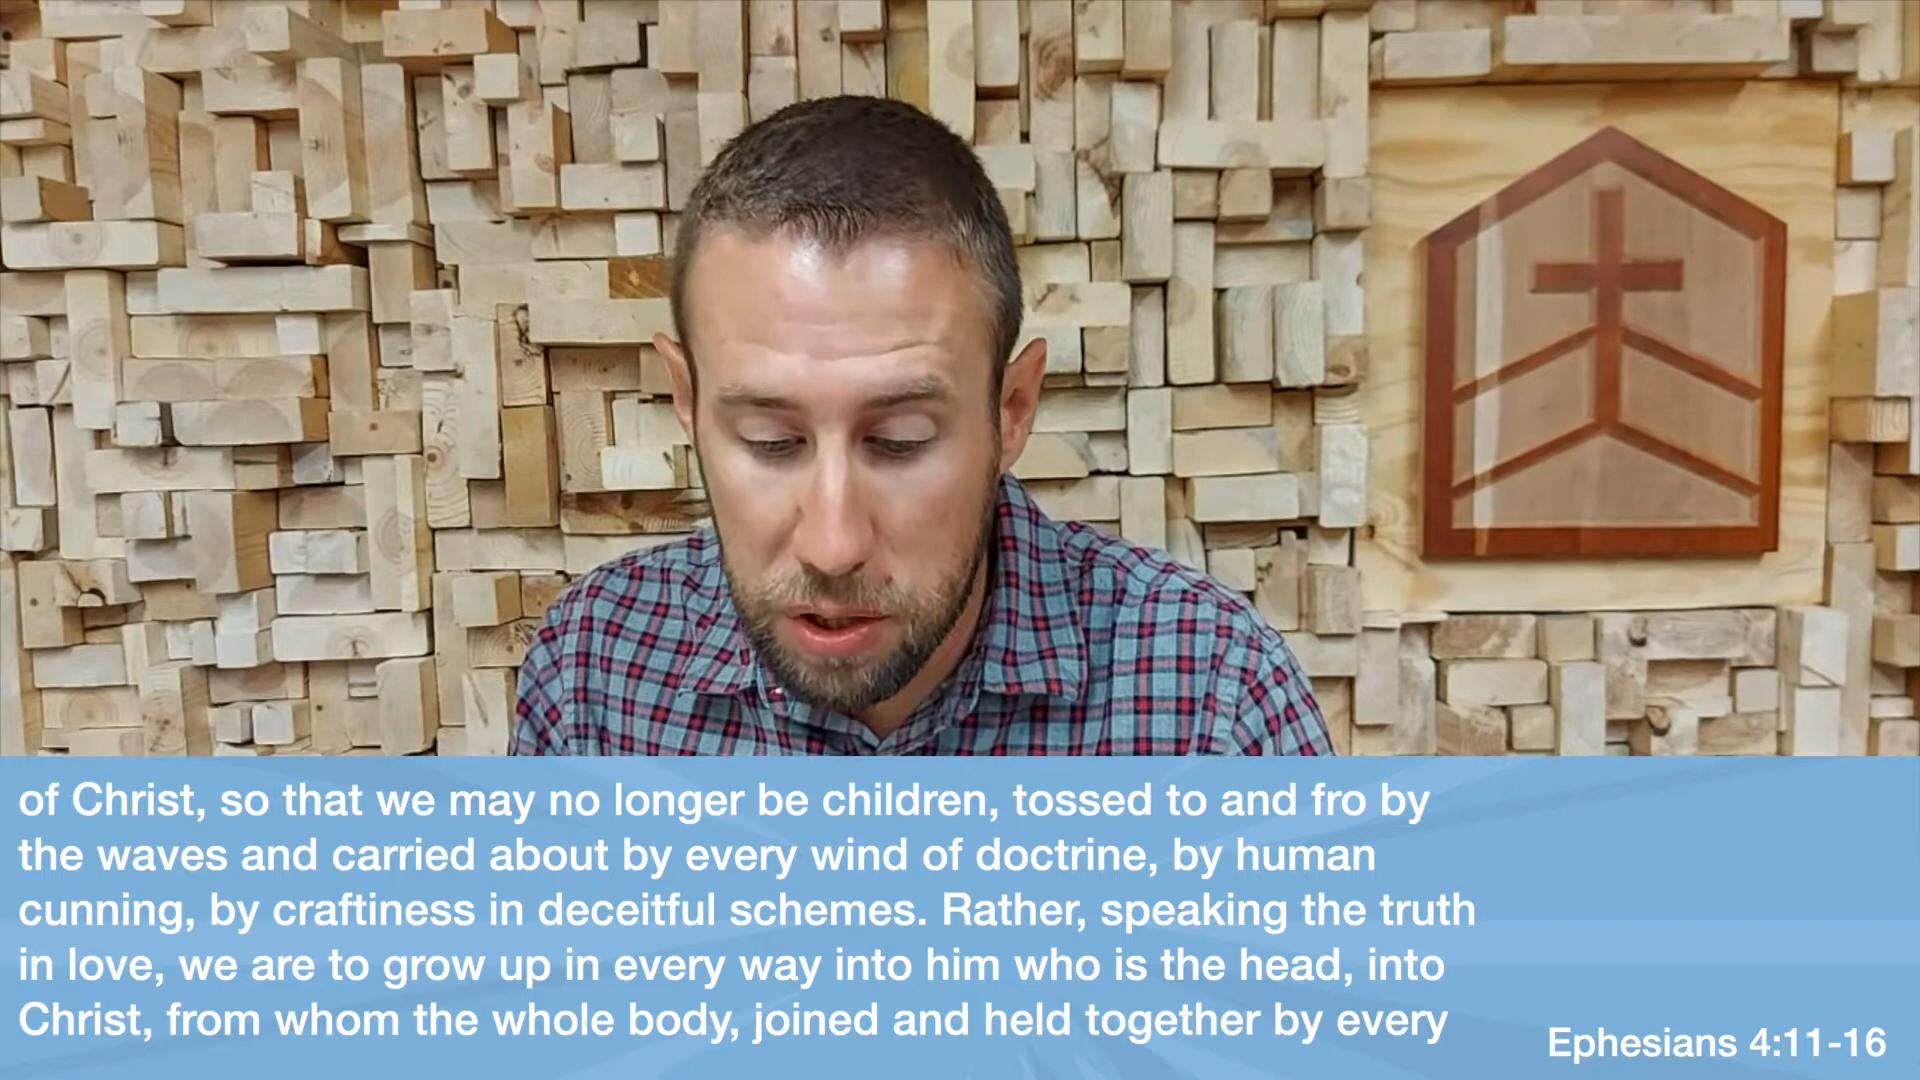 of Christ, so that we may no longer be children, tossed to and fro by
the waves and carried about by every wind of doctrine, by human
cunning, by craftiness in deceitful schemes. Rather, speaking the truth
in love, we are to grow up in every way into him who is the head, into
Christ, from whom the whole body, joined and held together by every
Ephesians 4:11-16